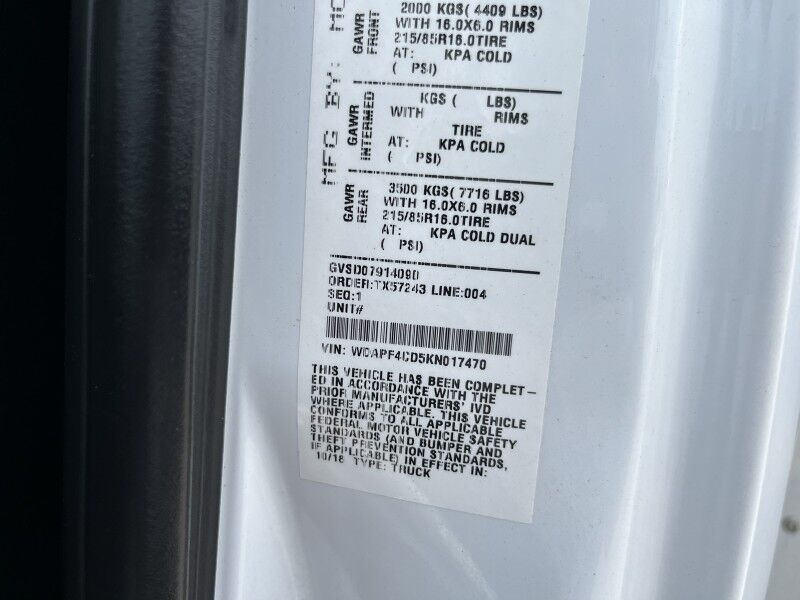 MFG BY:
GAWR FRONT
2000 KGS( 4409 LBS)
WITH 16.0X6.0 RIMS
215/85R16.0TIRE
AT: KPA COLD
( PSI)
GAWR INTERMED
KGS ( LBS)
WITH RIMS
TIRE
AT: KPA COLD
( PSI)
GAWR REAR
3500 KGS( 7716 LBS)
WITH 16.0X6.0 RIMS
215/85R16.0TIRE
AT: KPA COLD DUAL
( PSI)
GVSD07914090
ORDER:TX57243 LINE:004
SEQ:1
UNIT#
VIN: WDAPF4CD5KN017470
THIS VEHICLE HAS BEEN COMPLET-
ED IN ACCORDANCE WITH THE
PRIOR MANUFACTURERS' IVD
WHERE APPLICABLE. THIS VEHICLE
CONFORMS TO ALL APPLICABLE
FEDERAL MOTOR VEHICLE SAFETY
STANDARDS (AND BUMPER AND
THEFT PREVENTION STANDARDS,
IF APPLICABLE) IN EFFECT IN:
10/18 TYPE: TRUCK